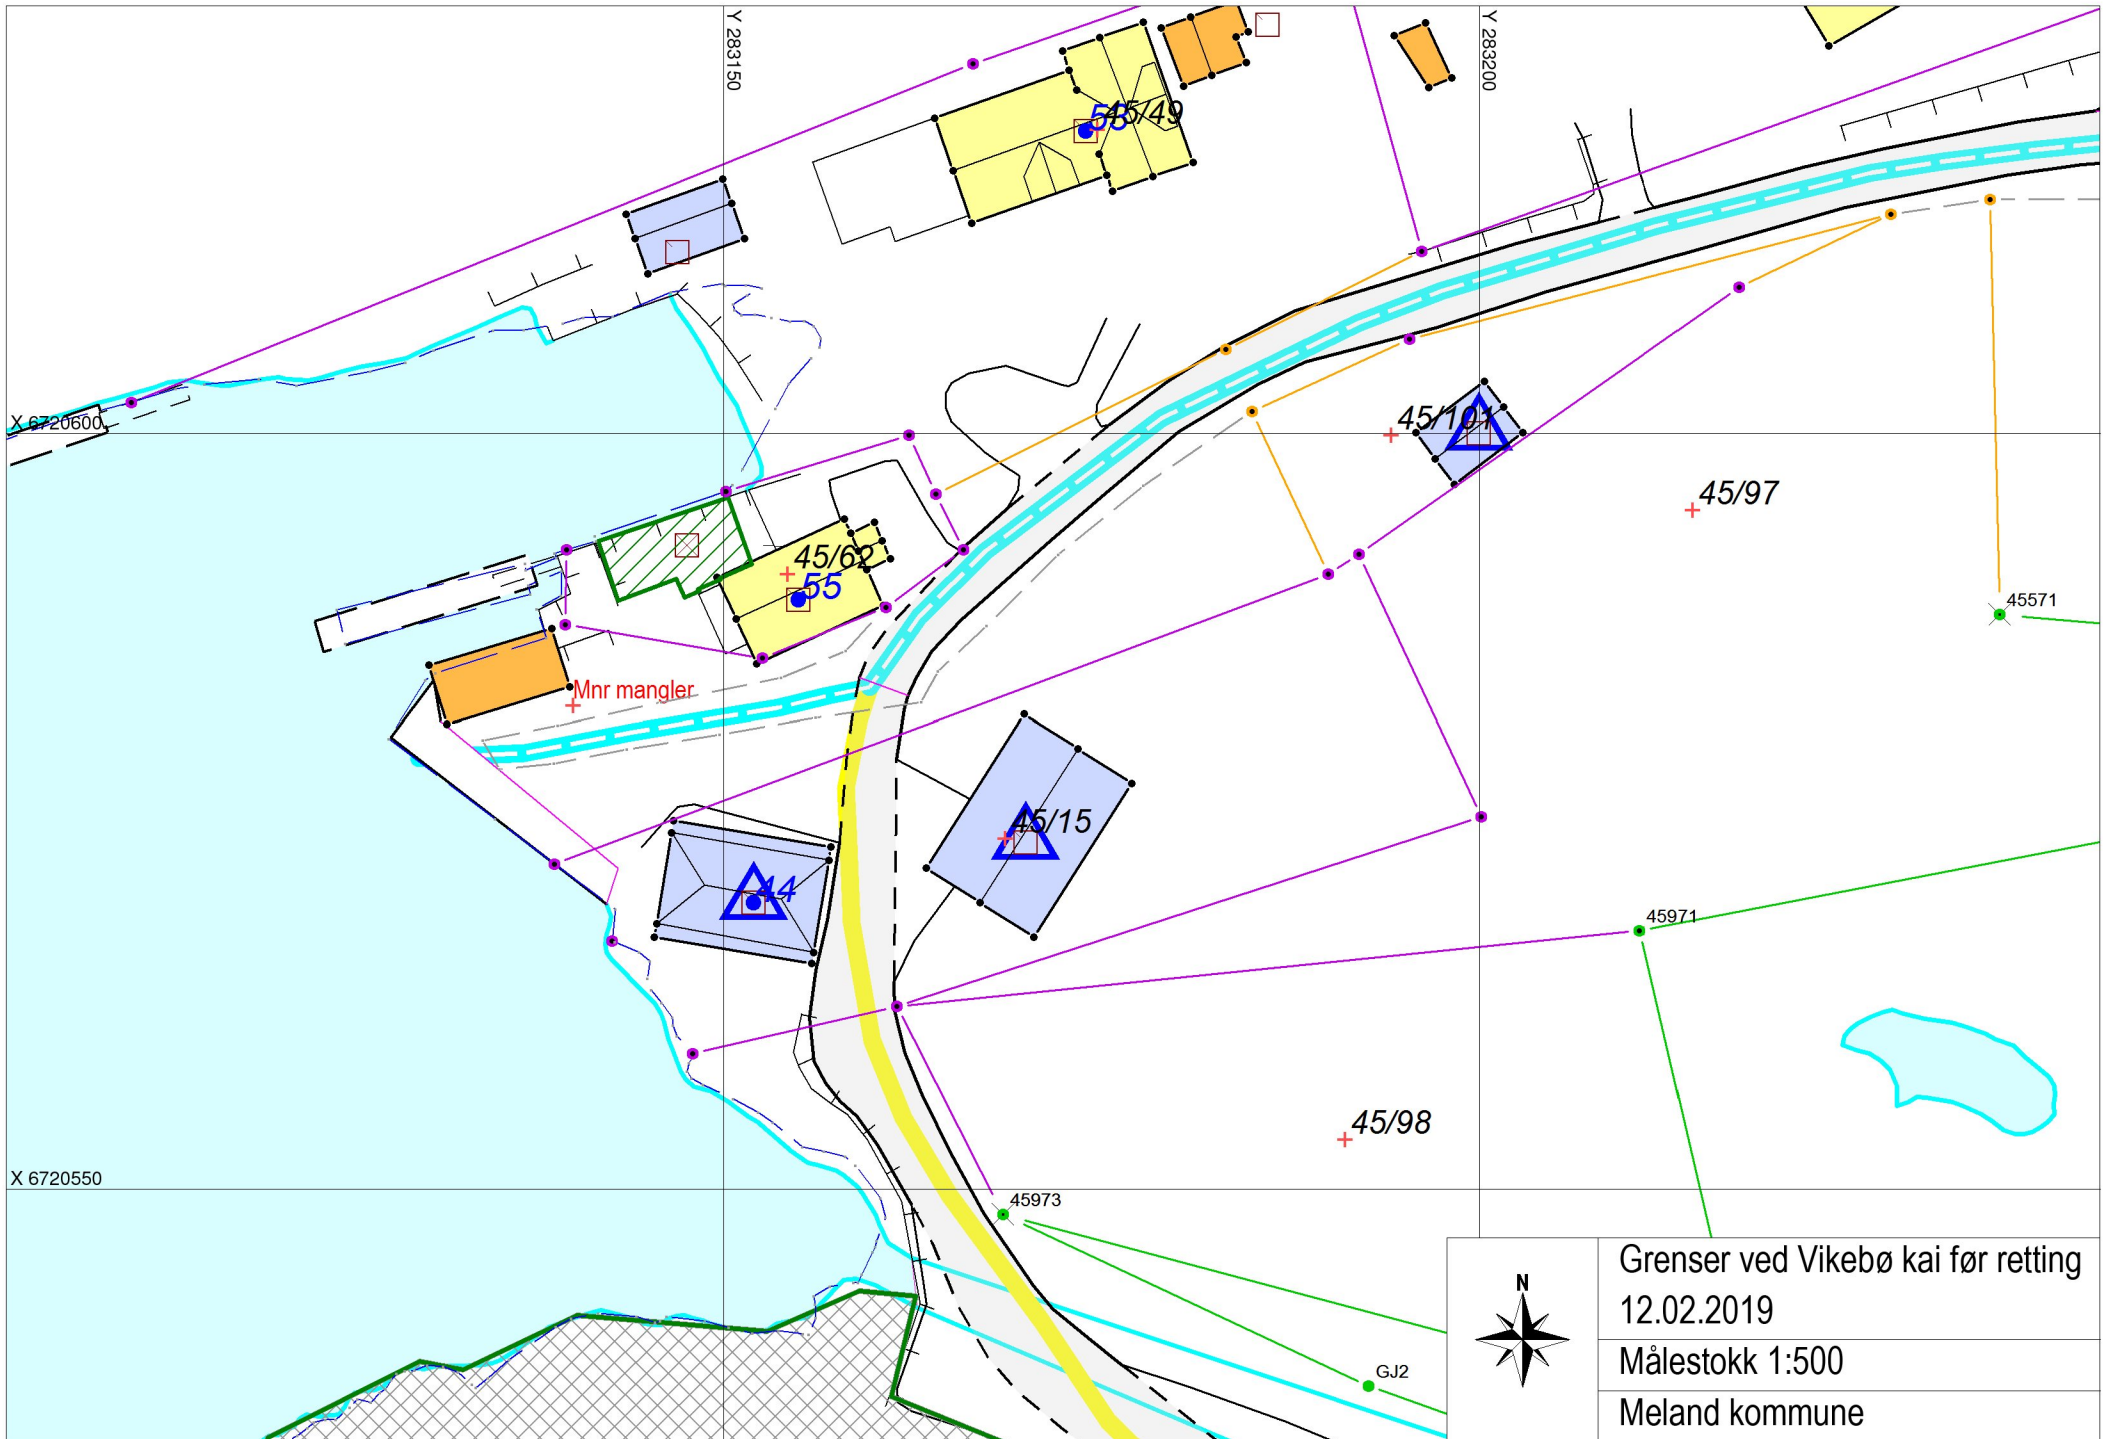 Y 283150
Y 283200
53
45/49
X 6720600
45/101
45/97
45/62
55
45571
Mnr mangler
45/15
44
45971
45/98
X 6720550
45973
GJ2
N
Grenser ved Vikebø kai før retting
12.02.2019
Målestokk 1:500
Meland kommune